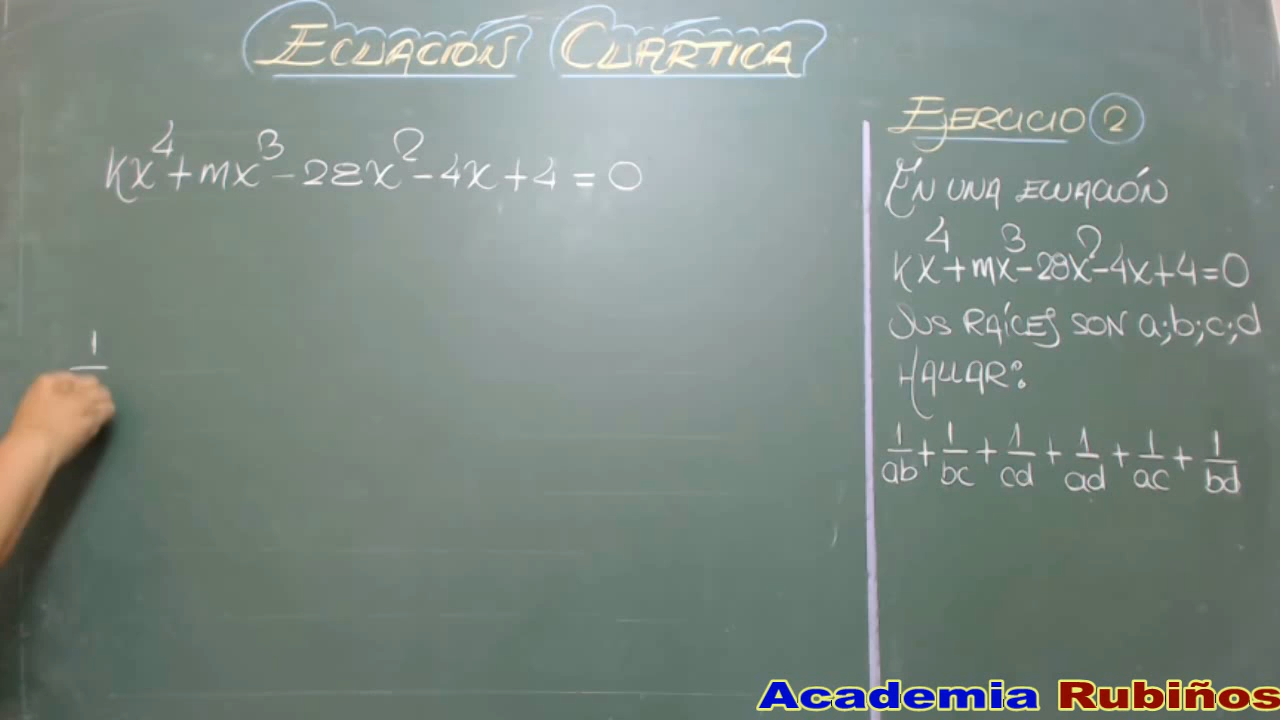 ECUACIÓN CUÁRTICA
kx⁴+mx³-28x²-4x+4=0
1
EJERCICIO 2
EN UNA ECUACIÓN
kx⁴+mx³-28x²-4x+4=0
SUS RAÍCES SON a;b;c;d
HALLAR:
1/ab + 1/bc + 1/cd + 1/ad + 1/ac + 1/bd
Academia Rubiños